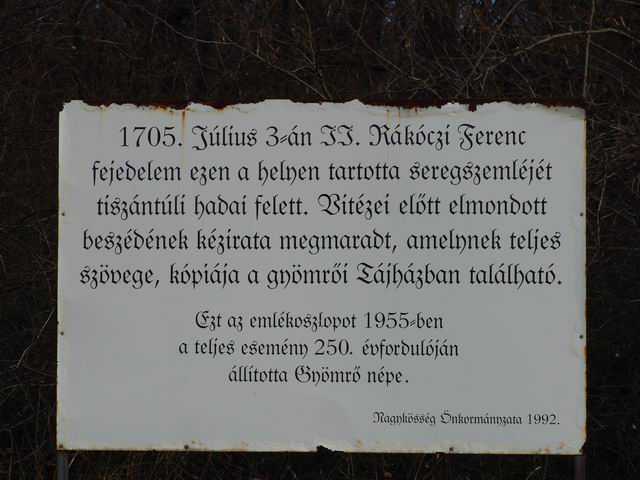 1705. Július 3-án II. Rákóczi Ferenc
fejedelem ezen a helyen tartotta seregszemléjét
tiszántúli hadai felett. Vitézei előtt elmondott
beszédének kézirata megmaradt, amelynek teljes
szövege, kópiája a gyömrői Tájházban található.
Ezt az emlékoszlopot 1955-ben
a teljes esemény 250. évfordulóján
állította Gyömrő népe.
Nagykösség Önkormányzata 1992.